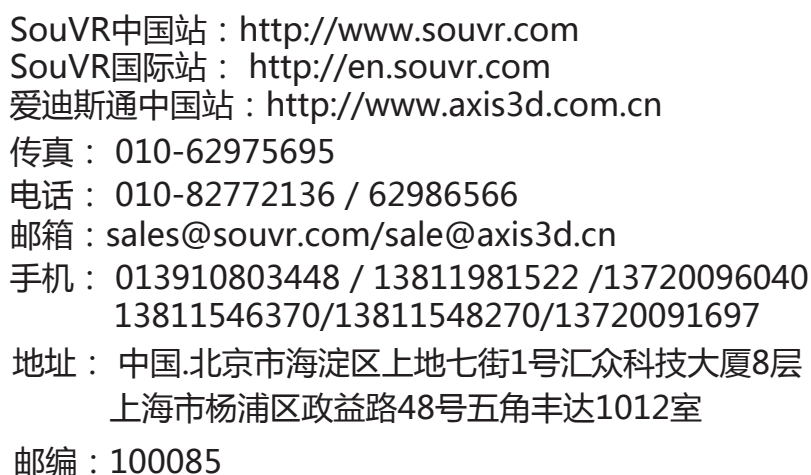 SouVR中国站：http://www.souvr.com
SouVR国际站： http://en.souvr.com
爱迪斯通中国站：http://www.axis3d.com.cn
传真： 010-62975695
电话： 010-82772136 / 62986566
邮箱：sales@souvr.com/sale@axis3d.cn
手机： 013910803448 / 13811981522 /13720096040
13811546370/13811548270/13720091697
地址： 中国.北京市海淀区上地七街1号汇众科技大厦8层
上海市杨浦区政益路48号五角丰达1012室
邮编：100085